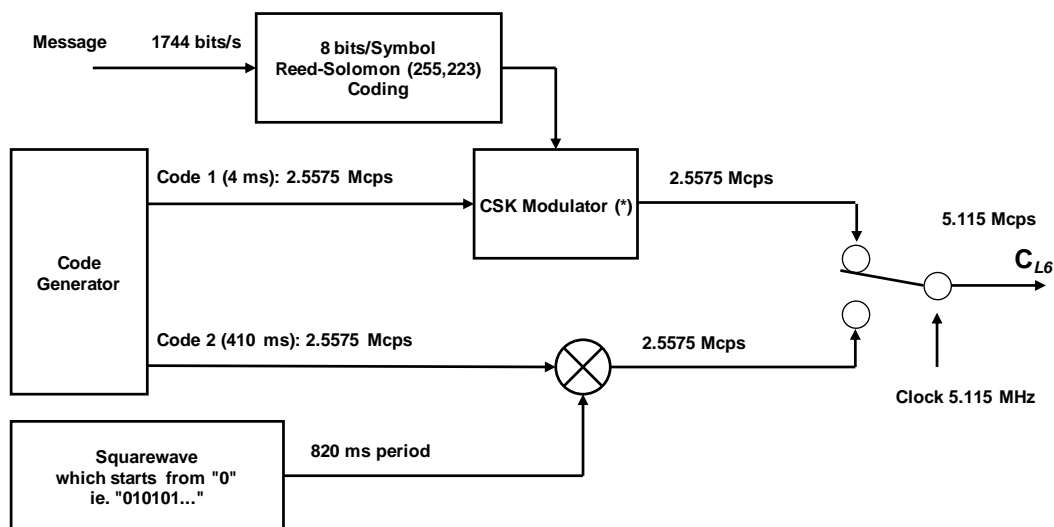 Message
1744 bits/s
8 bits/Symbol
Reed-Solomon (255,223)
Coding
Code 1 (4 ms): 2.5575 Mcps
CSK Modulator (*)
2.5575 Mcps
5.115 Mcps
C_L6
Code
Generator
Code 2 (410 ms): 2.5575 Mcps
2.5575 Mcps
Clock 5.115 MHz
Squarewave
which starts from "0"
ie. "010101..."
820 ms period